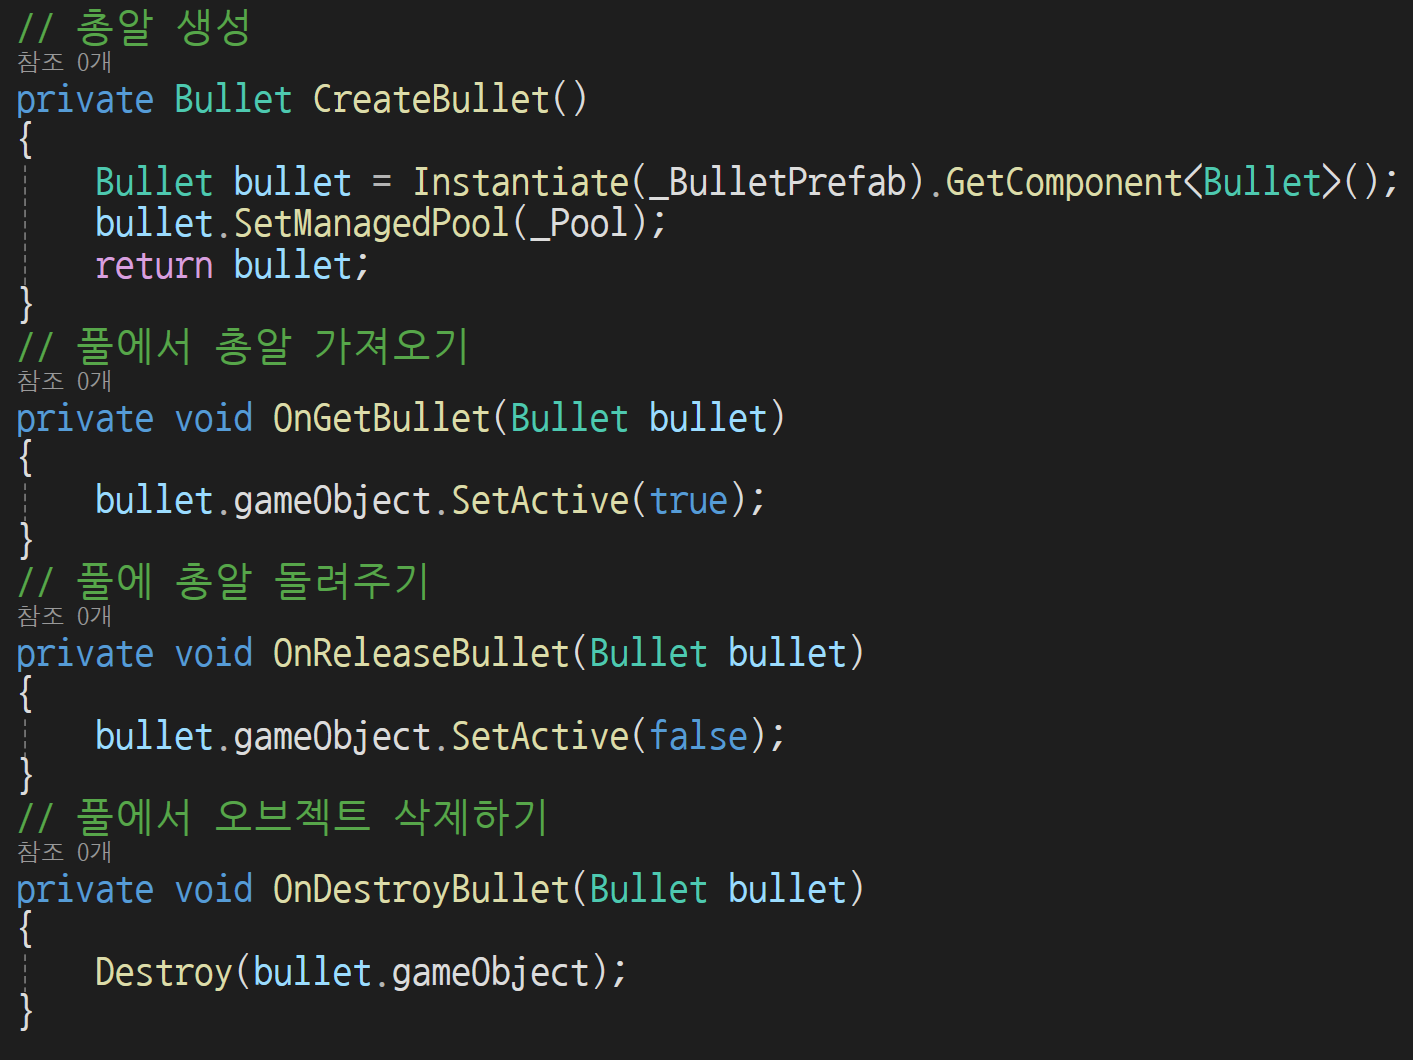 // 총알 생성
참조 0개
private Bullet CreateBullet()
{
    Bullet bullet = Instantiate(_BulletPrefab).GetComponent<Bullet>();
    bullet.SetManagedPool(_Pool);
    return bullet;
}
// 풀에서 총알 가져오기
참조 0개
private void OnGetBullet(Bullet bullet)
{
    bullet.gameObject.SetActive(true);
}
// 풀에 총알 돌려주기
참조 0개
private void OnReleaseBullet(Bullet bullet)
{
    bullet.gameObject.SetActive(false);
}
// 풀에서 오브젝트 삭제하기
참조 0개
private void OnDestroyBullet(Bullet bullet)
{
    Destroy(bullet.gameObject);
}